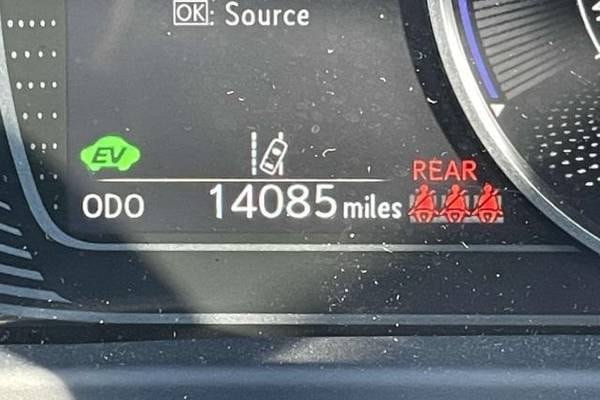 OK: Source
EV
REAR
ODO 14085 miles